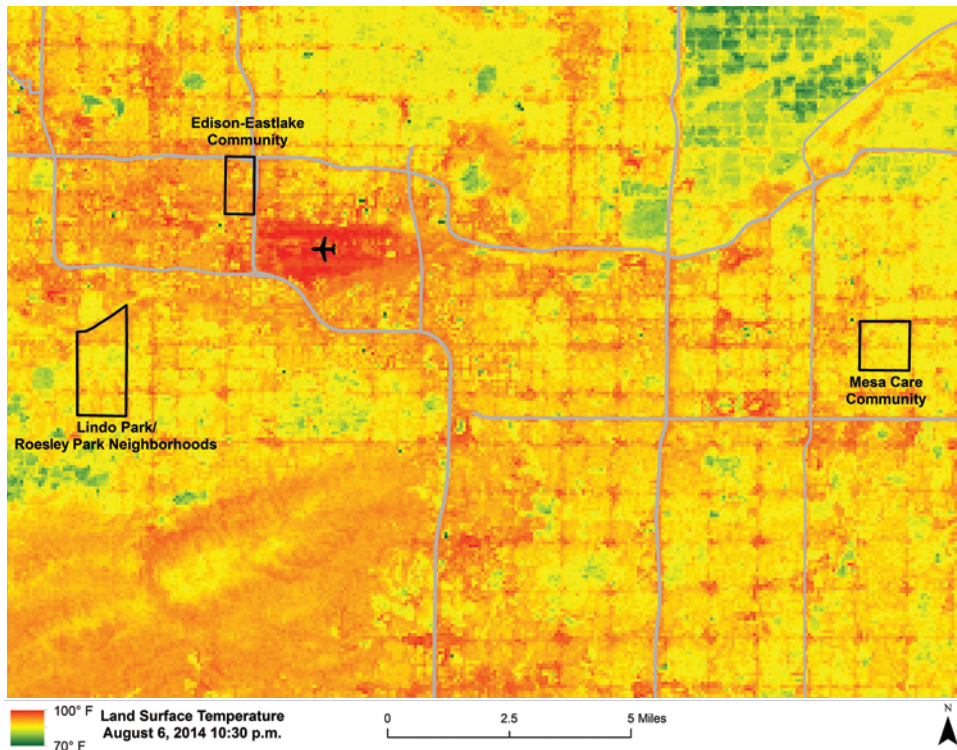 Edison-Eastlake
Community
Lindo Park/
Roesley Park Neighborhoods
Mesa Care
Community
100° F
70° F
Land Surface Temperature
August 6, 2014 10:30 p.m.
0 2.5 5 Miles
N